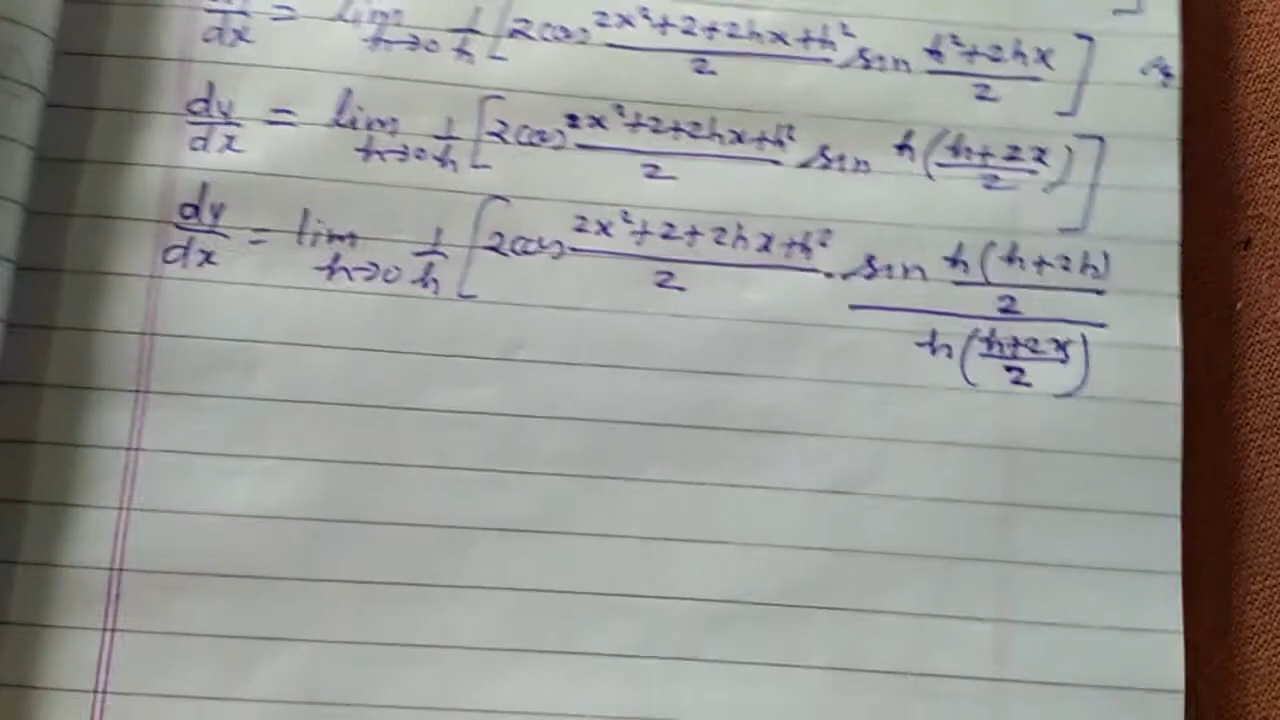 dy/dx = lim h→0 1/h [2cos (2x²+2+2hx+h²)/2 sin (h²+2hx)/2]
dy/dx = lim h→0 1/h [2cos (2x²+2+2hx+h²)/2 sin h((h+2x)/2)]
dy/dx = lim h→0 1/h [2cos (2x²+2+2hx+h²)/2 . (sin h(h+2h)/2)/(h((h+2x)/2))